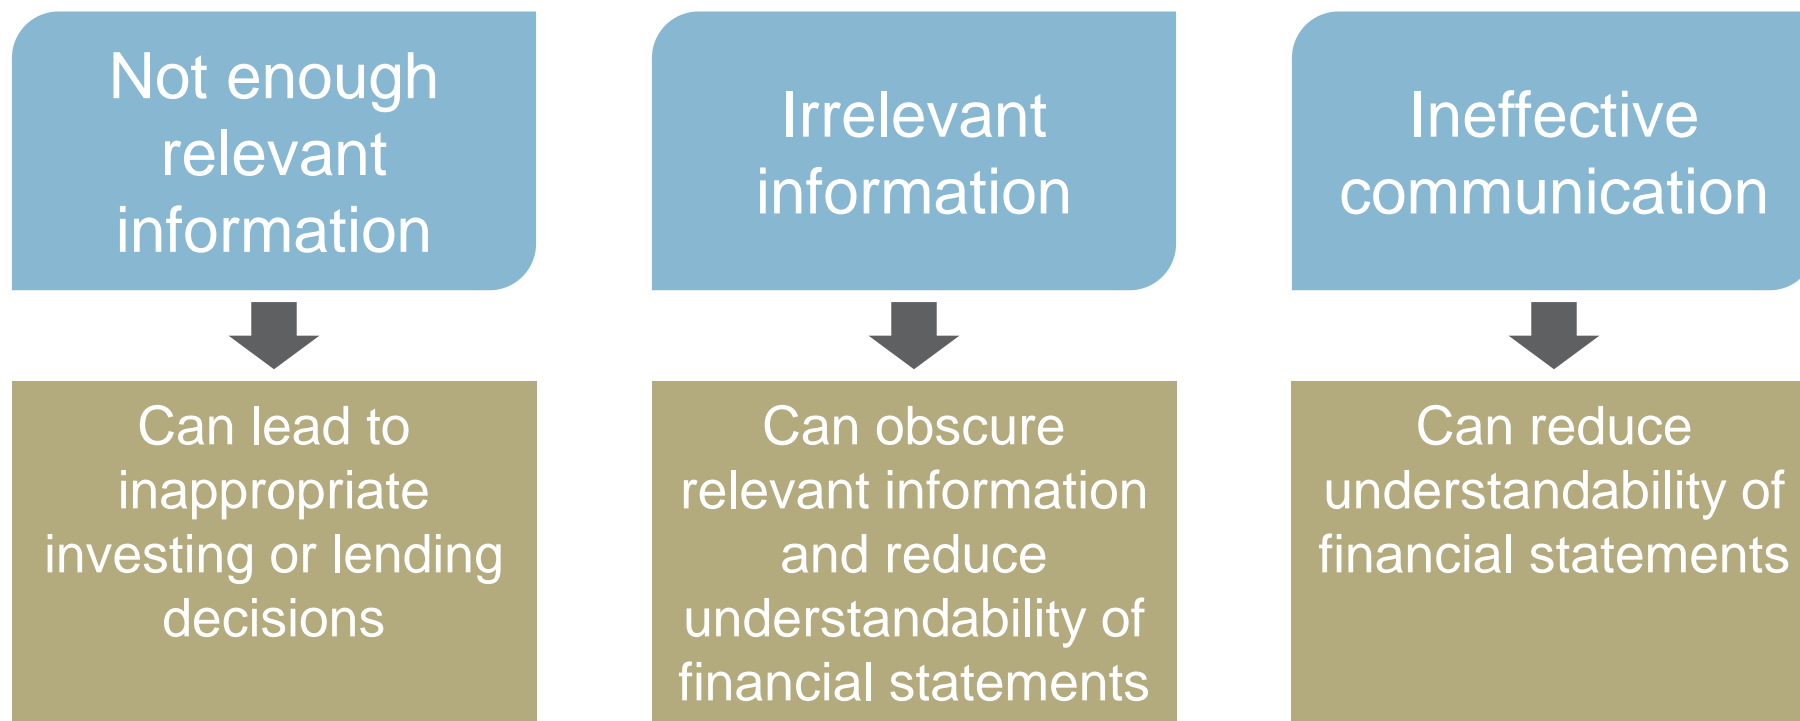 Not enough
relevant
information
Can lead to
inappropriate
investing or lending
decisions
Irrelevant
information
Can obscure
relevant information
and reduce
understandability of
financial statements
Ineffective
communication
Can reduce
understandability of
financial statements